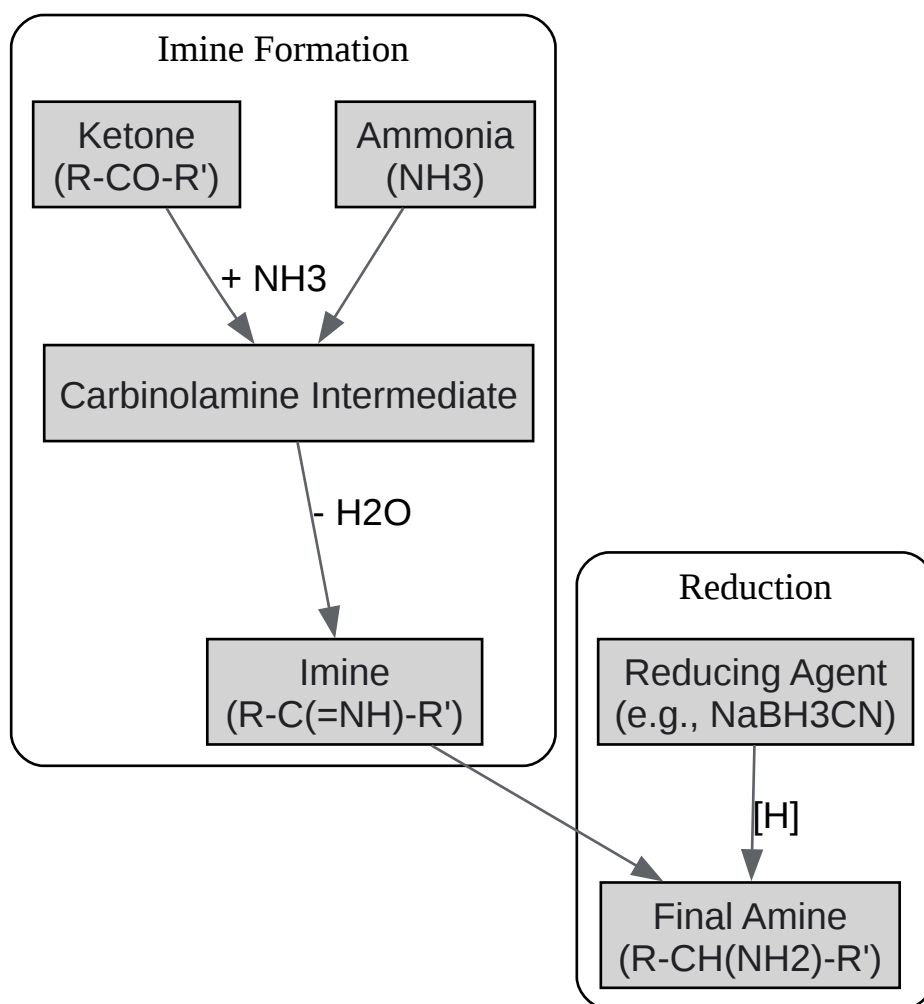 Imine Formation
Ketone
(R-CO-R')
Ammonia
(NH3)
+ NH3
Carbinolamine Intermediate
- H2O
Imine
(R-C(=NH)-R')
Reduction
Reducing Agent
(e.g., NaBH3CN)
[H]
Final Amine
(R-CH(NH2)-R')